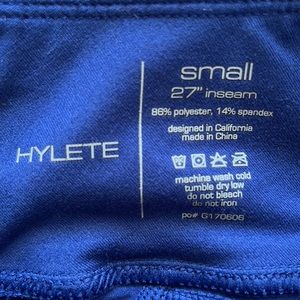 HYLETE
small
27" inseam
86% polyester, 14% spandex
designed in California
made in China
machine wash cold
tumble dry low
do not bleach
do not iron
po# G170606